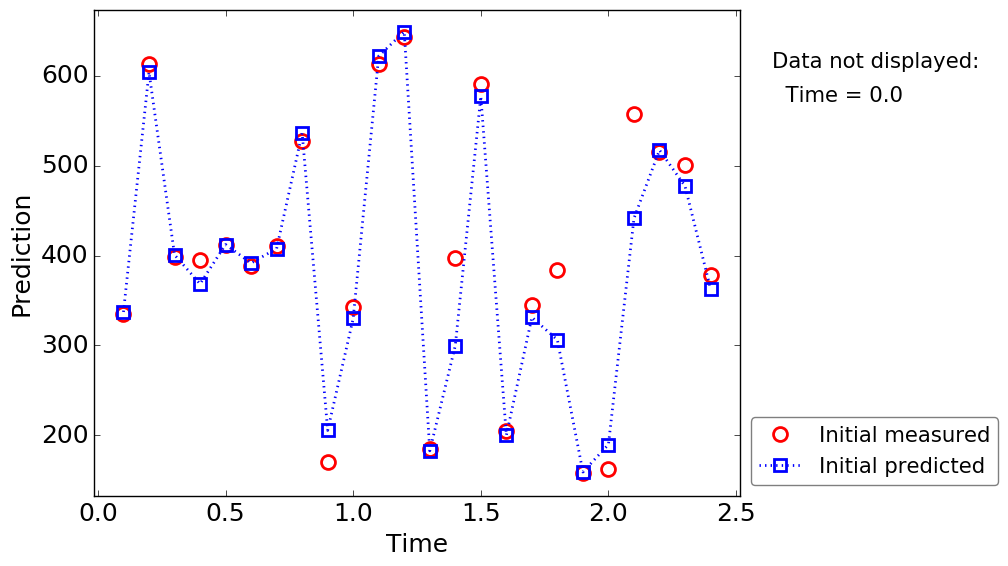 600
500
400
300
200
Prediction
0.0 0.5 1.0 1.5 2.0 2.5
Time
Data not displayed:
Time = 0.0
Initial measured
Initial predicted